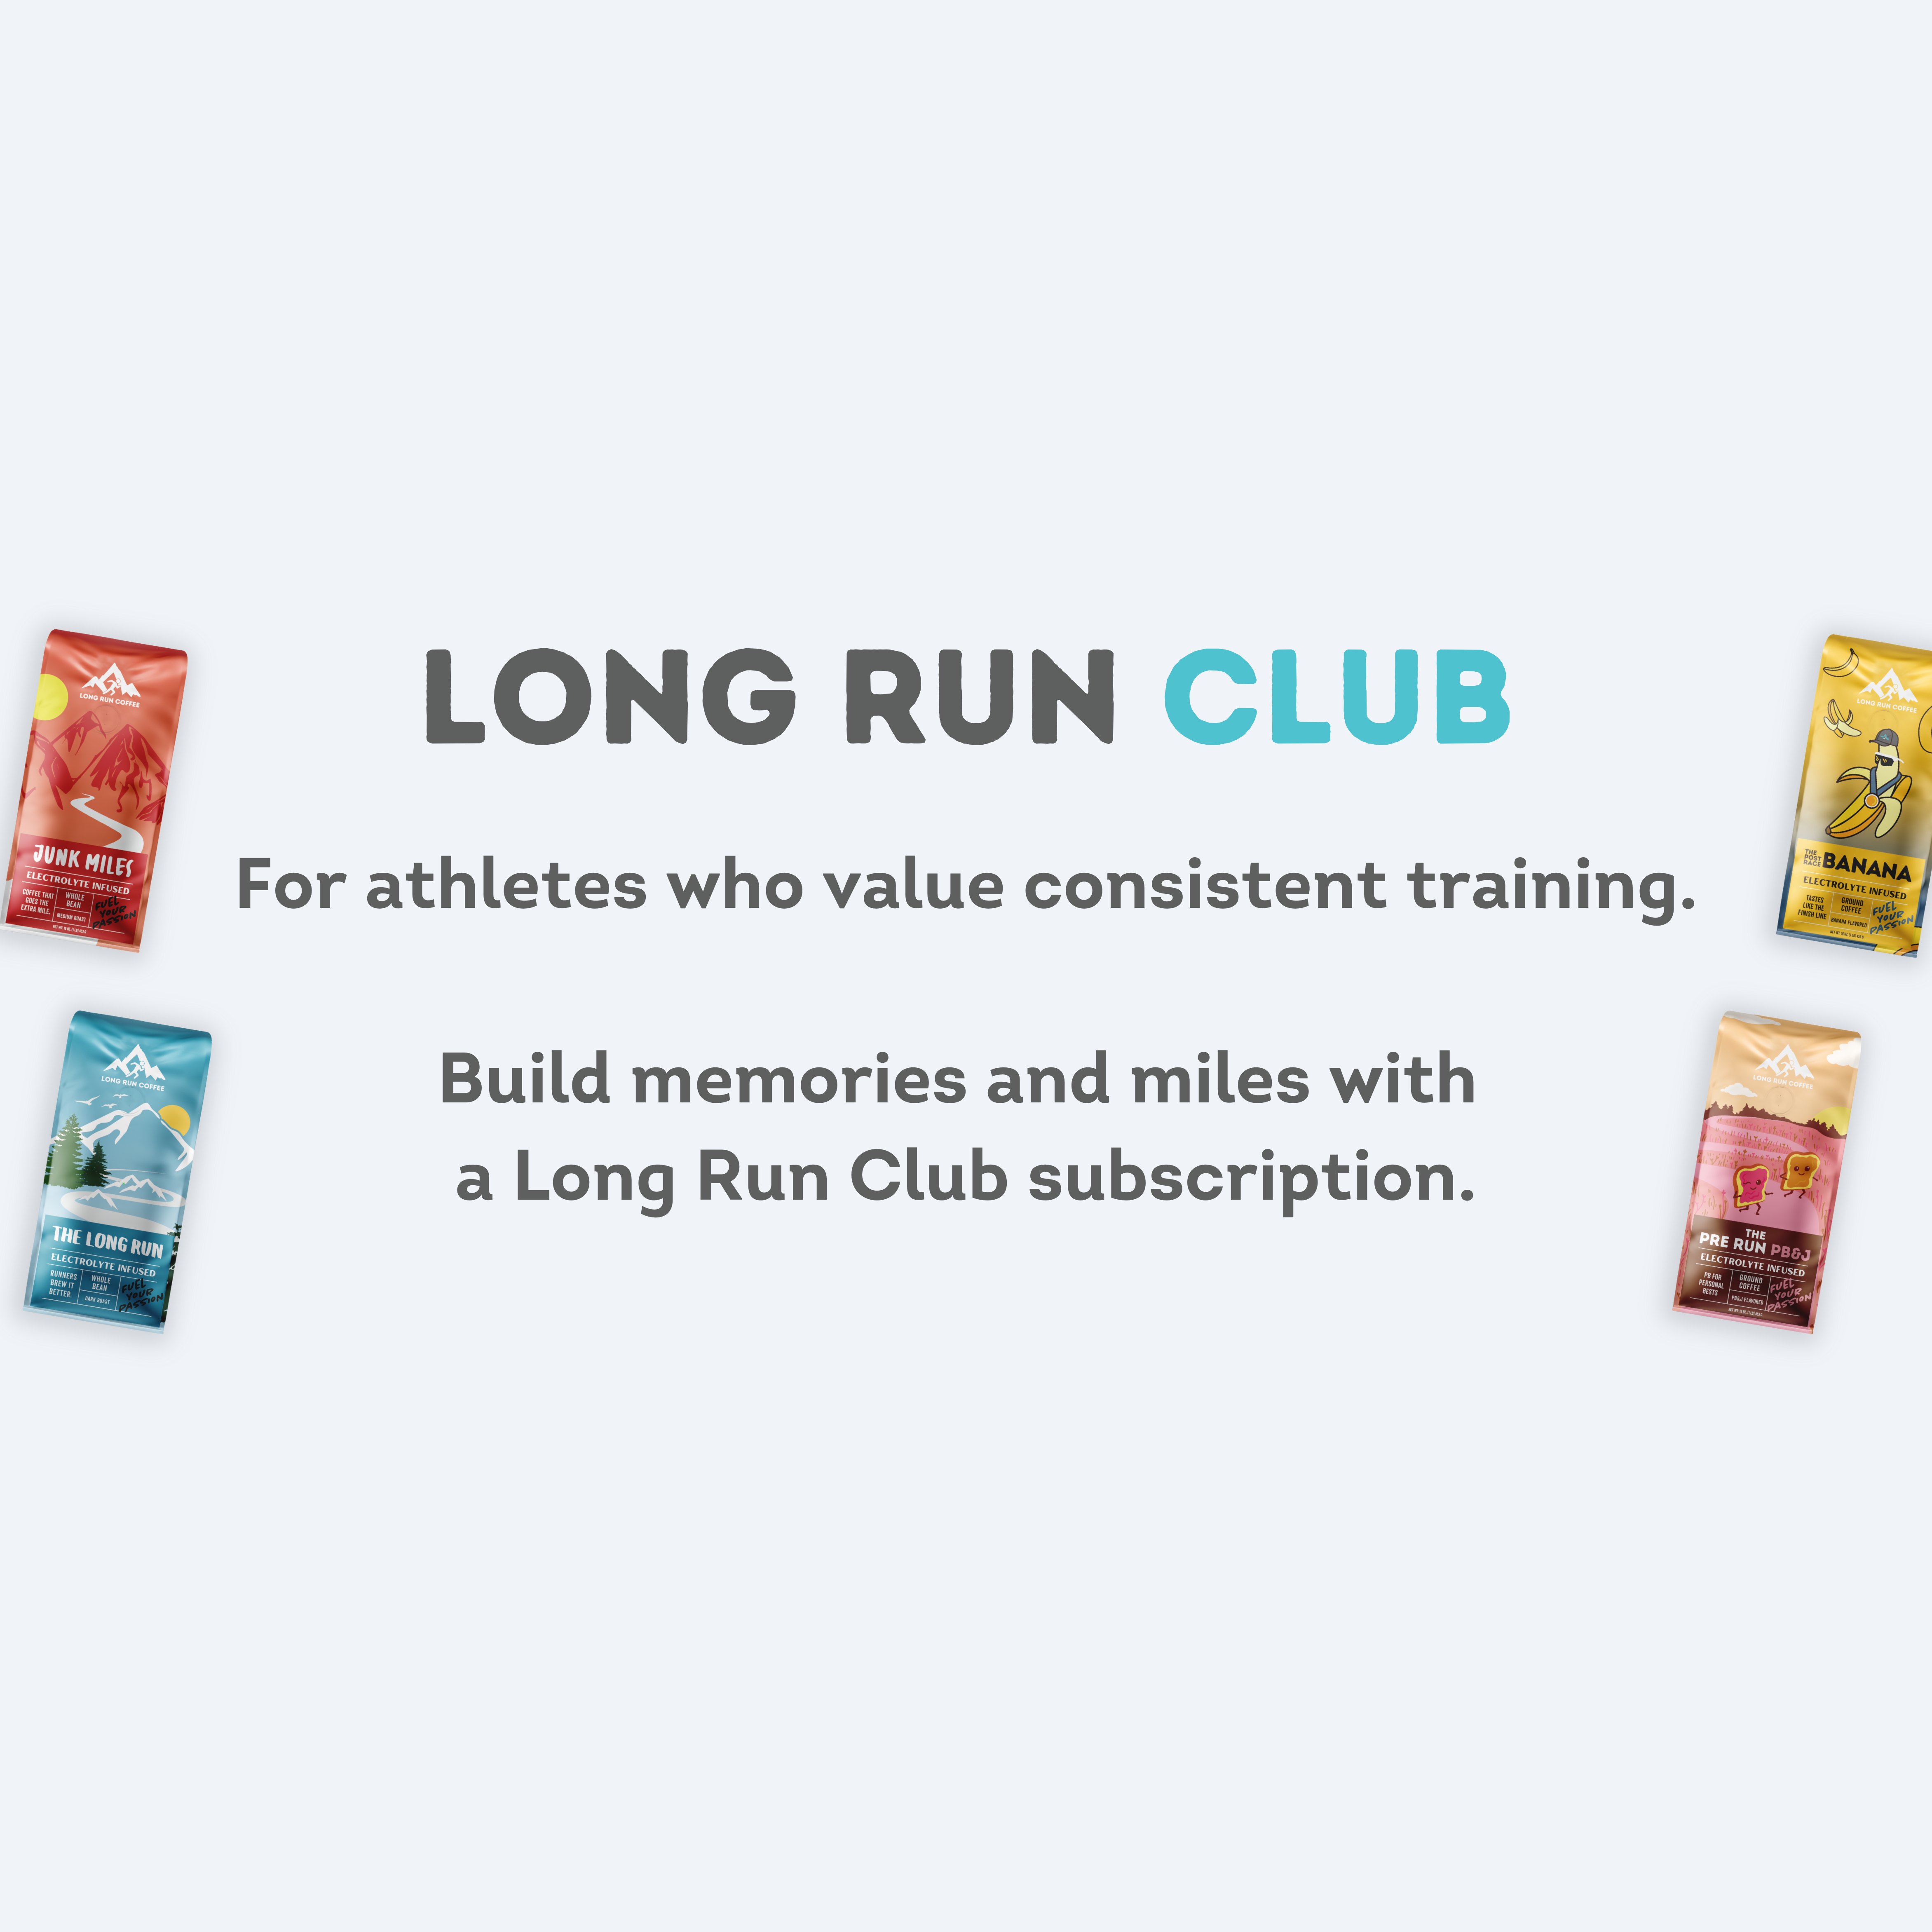 LONG RUN CLUB
For athletes who value consistent training.
Build memories and miles with
a Long Run Club subscription.
LONG RUN COFFEE
JUNK MILES
ELECTROLYTE INFUSED
COFFEE THAT
GOES THE
EXTRA MILE.
WHOLE
BEAN
MEDIUM ROAST
FUEL
YOUR
PASSION
LONG RUN COFFEE
THE LONG RUN
ELECTROLYTE INFUSED
RUNNERS
BREW IT
BETTER.
WHOLE
BEAN
DARK ROAST
FUEL
YOUR
PASSION
LONG RUN COFFEE
THE
POST
RACE
BANANA
ELECTROLYTE INFUSED
TASTES
LIKE THE
FINISH LINE
GROUND
COFFEE
BANANA FLAVORED
FUEL
YOUR
PASSION
LONG RUN COFFEE
THE
PRE RUN PB&J
ELECTROLYTE INFUSED
PB FOR
PERSONAL
BESTS
GROUND
COFFEE
PB&J FLAVORED
FUEL
YOUR
PASSION